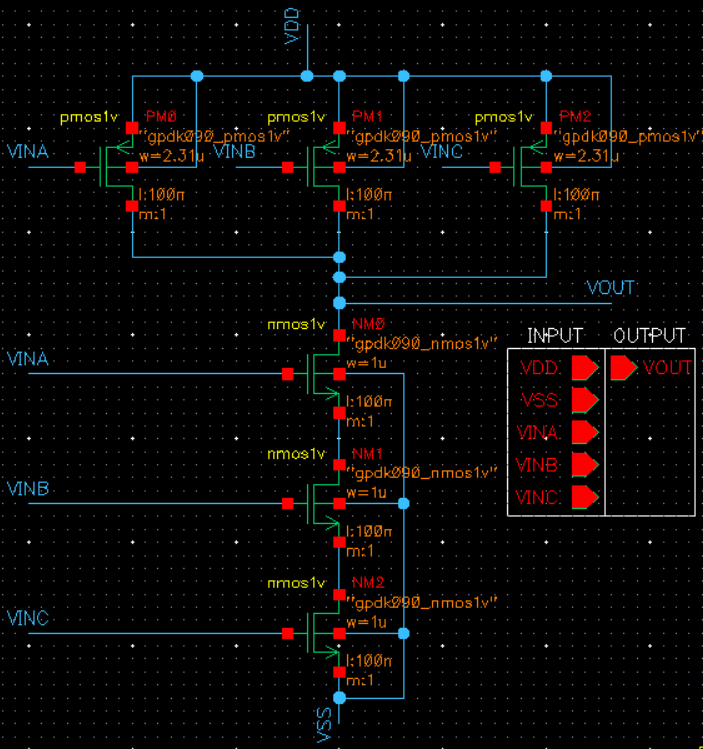 VDD
pmos1v PM0
"gpdk090_pmos1v"
w=2.31u
l:100n
m:1
VINA
pmos1v PM1
"gpdk090_pmos1v"
w=2.31u
l:100n
m:1
VINB
pmos1v PM2
"gpdk090_pmos1v"
w=2.31u
l:100n
m:1
VINC
VOUT
nmos1v NM0
"gpdk090_nmos1v"
w=1u
l:100n
m:1
VINA
nmos1v NM1
"gpdk090_nmos1v"
w=1u
l:100n
m:1
VINB
nmos1v NM2
"gpdk090_nmos1v"
w=1u
l:100n
m:1
VINC
VSS
INPUT OUTPUT
VDD VOUT
VSS
VINA
VINB
VINC